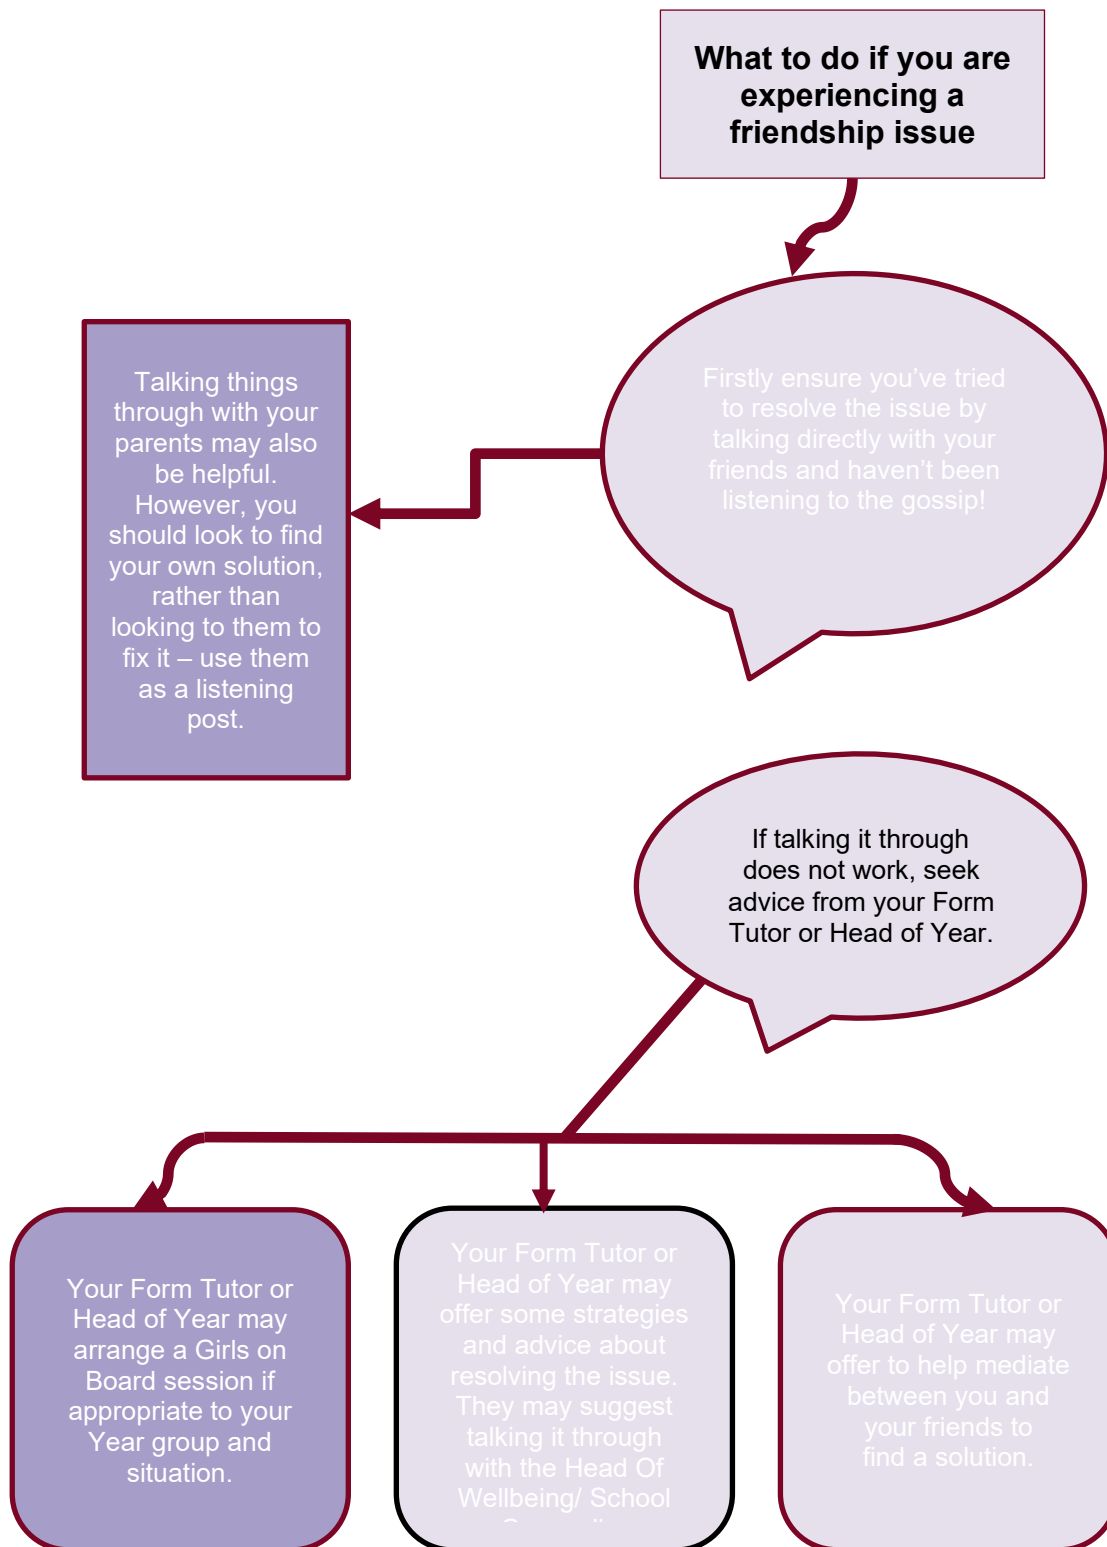 What to do if you are
experiencing a
friendship issue
Firstly ensure you’ve tried
to resolve the issue by
talking directly with your
friends and haven’t been
listening to the gossip!
Talking things
through with your
parents may also
be helpful.
However, you
should look to find
your own solution,
rather than
looking to them to
fix it – use them
as a listening
post.
If talking it through
does not work, seek
advice from your Form
Tutor or Head of Year.
Your Form Tutor or
Head of Year may
arrange a Girls on
Board session if
appropriate to your
Year group and
situation.
Your Form Tutor or
Head of Year may
offer some strategies
and advice about
resolving the issue.
They may suggest
talking it through
with the Head Of
Wellbeing/ School
Your Form Tutor or
Head of Year may
offer to help mediate
between you and
your friends to
find a solution.